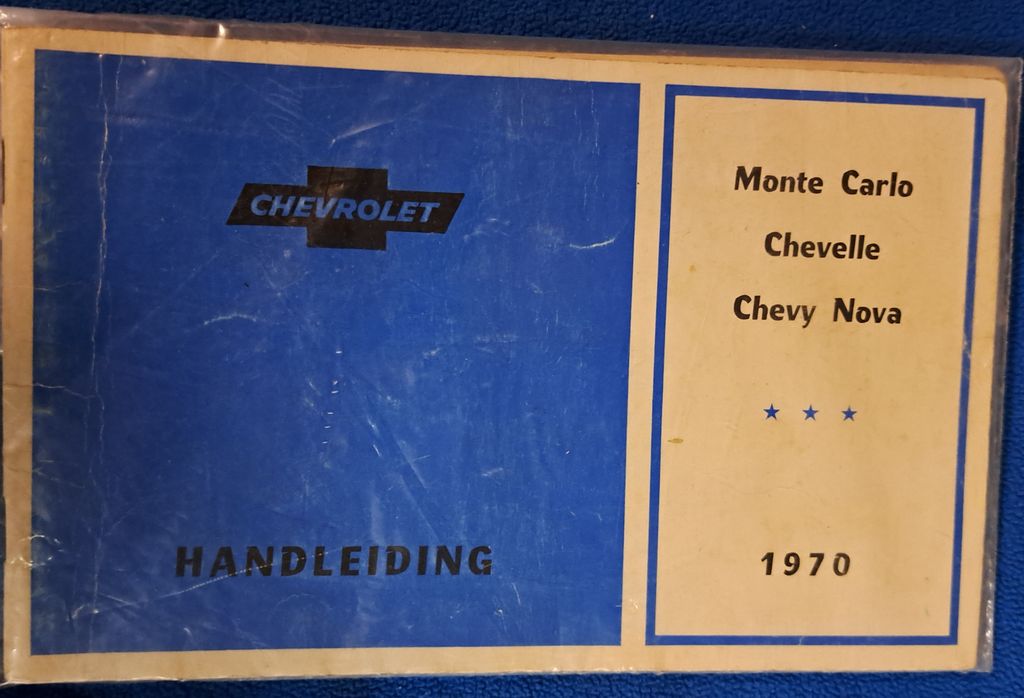 CHEVROLET
HANDLEIDING
Monte Carlo
Chevelle
Chevy Nova
1970